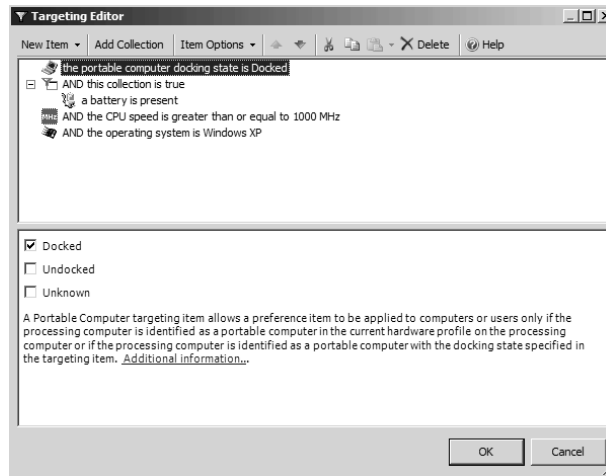 Targeting Editor
New Item Add Collection Item Options Delete Help
the portable computer docking state is Docked
AND this collection is true
a battery is present
MHz AND the CPU speed is greater than or equal to 1000 MHz
AND the operating system is Windows XP
Docked
Undocked
Unknown
A Portable Computer targeting item allows a preference item to be applied to computers or users only if the
processing computer is identified as a portable computer in the current hardware profile on the processing
computer or if the processing computer is identified as a portable computer with the docking state specified in
the targeting item. Additional information...
OK Cancel